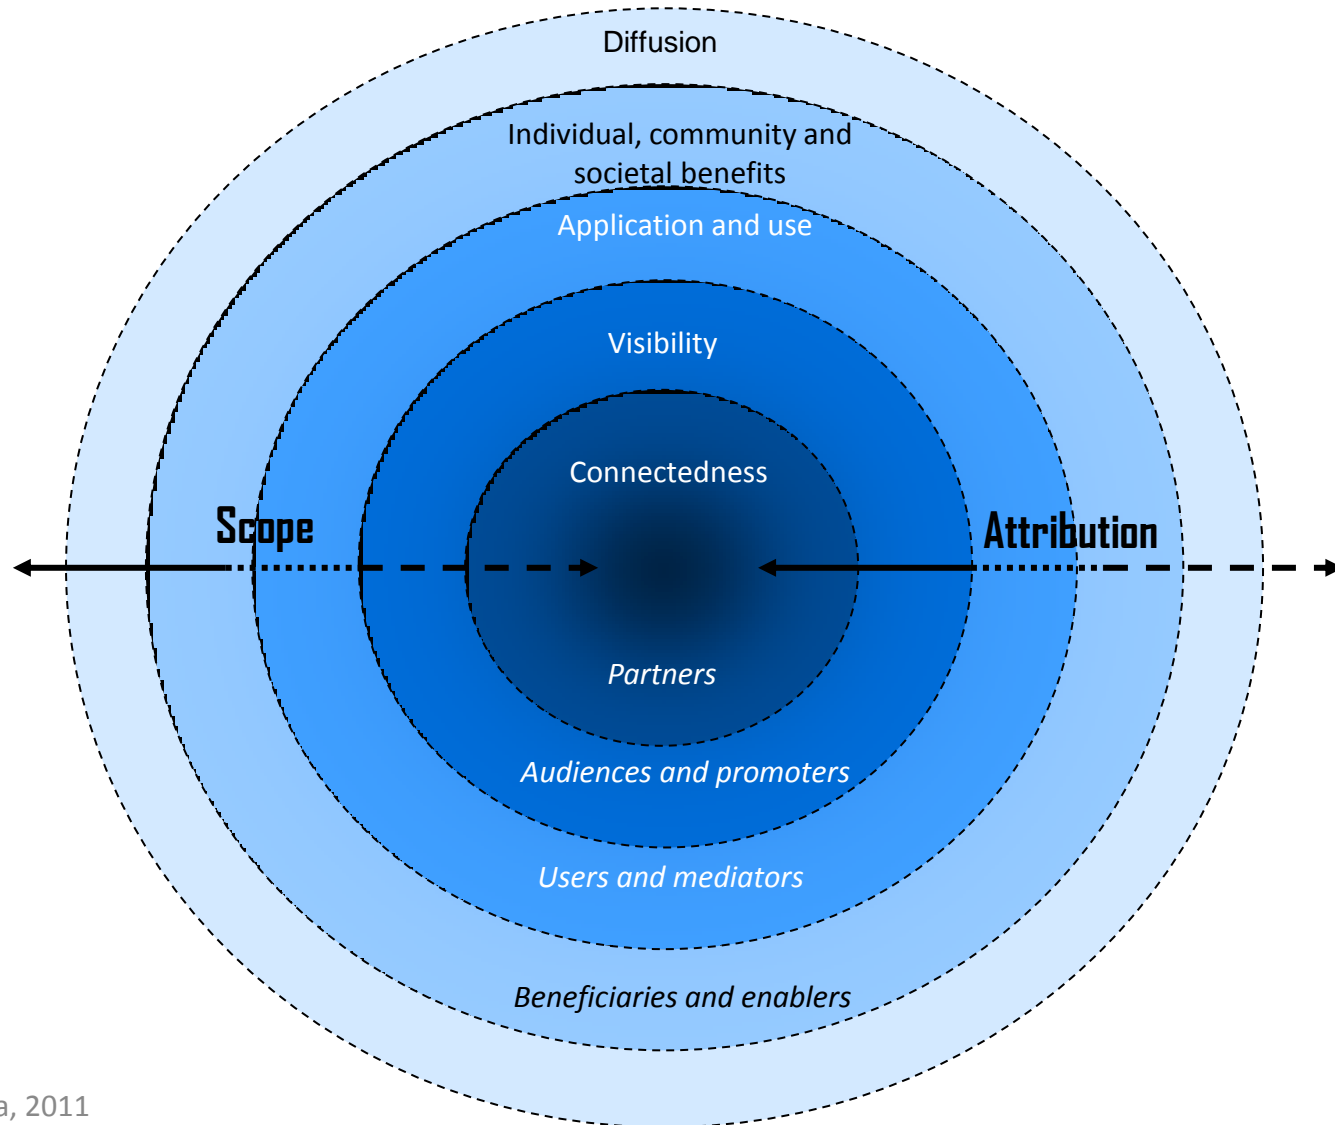 Diffusion
Individual, community and
societal benefits
Application and use
Visibility
Connectedness
Scope
Attribution
Partners
Audiences and promoters
Users and mediators
Beneficiaries and enablers
a, 2011